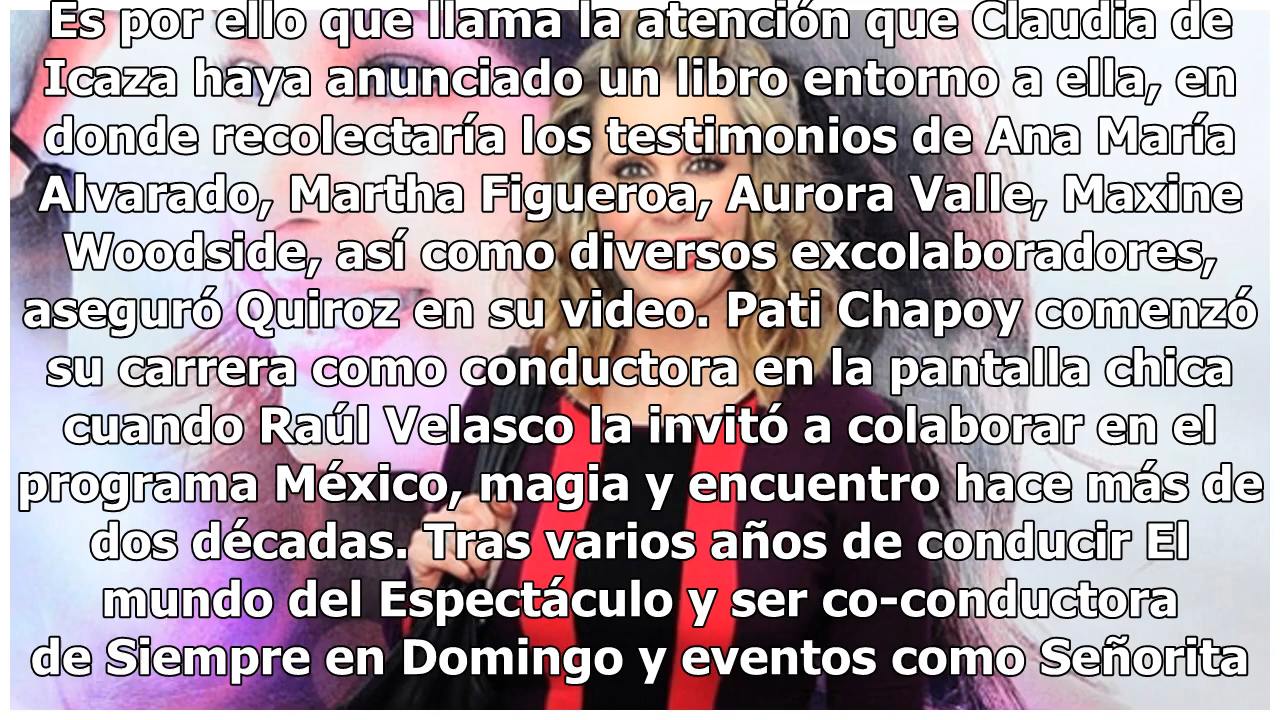 Es por ello que llama la atención que Claudia de
Icaza haya anunciado un libro entorno a ella, en
donde recolectaría los testimonios de Ana María
Alvarado, Martha Figueroa, Aurora Valle, Maxine
Woodside, así como diversos excolaboradores,
aseguró Quiroz en su video. Pati Chapoy comenzó
su carrera como conductora en la pantalla chica
cuando Raúl Velasco la invitó a colaborar en el
programa México, magia y encuentro hace más de
dos décadas. Tras varios años de conducir El
mundo del Espectáculo y ser co-conductora
de Siempre en Domingo y eventos como Señorita